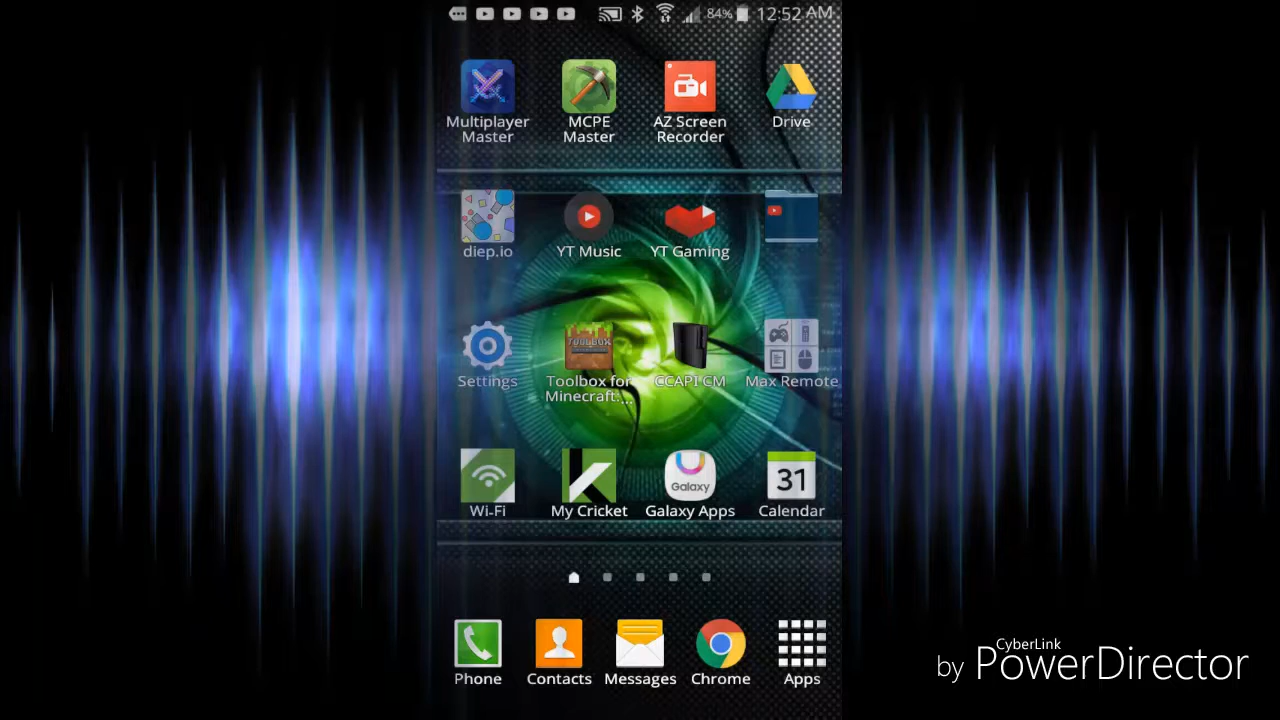 84% 12:52 AM
Multiplayer Master
MCPE Master
AZ Screen Recorder
Drive
diep.io
YT Music
YT Gaming
Settings
TOOLBOX
Toolbox for Minecraft:...
CCAPI CM
Max Remote
Wi-Fi
My Cricket
Galaxy
Galaxy Apps
31
Calendar
Phone
Contacts
Messages
Chrome
Apps
CyberLink
by PowerDirector